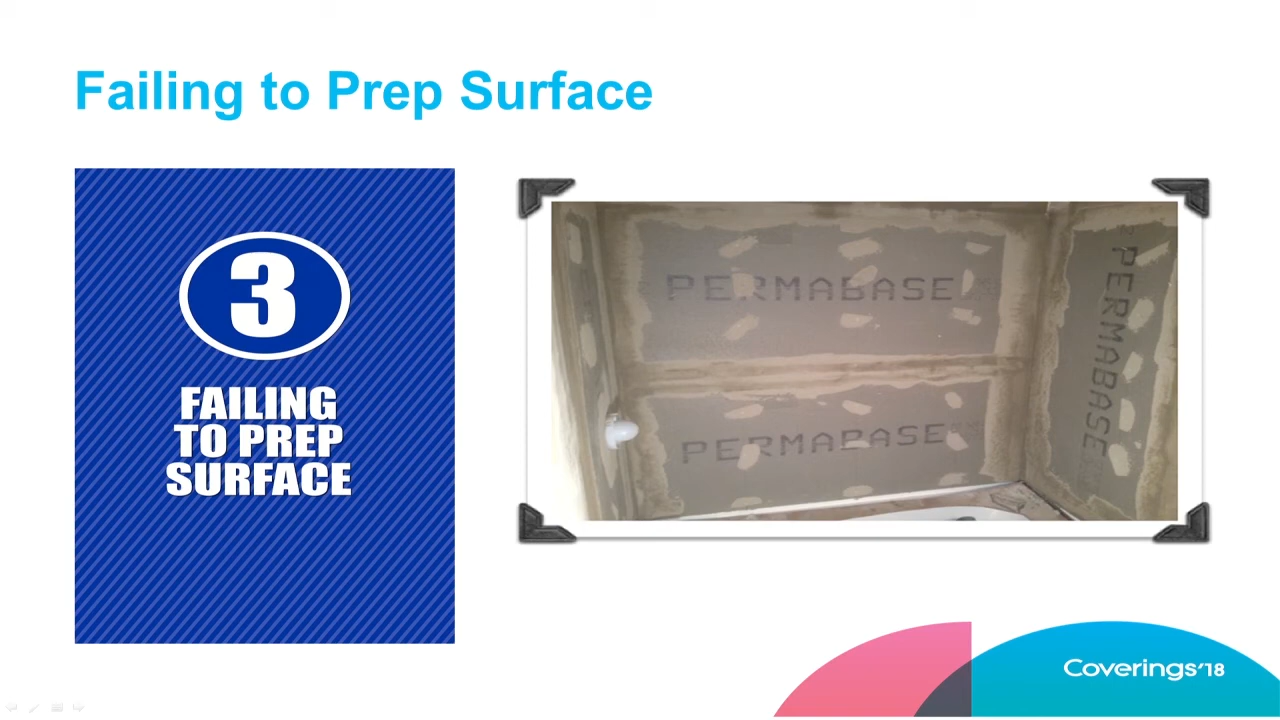 Failing to Prep Surface
3
FAILING
TO PREP
SURFACE
PERMABASE
PERMABASE
PERMABASE
Coverings'18